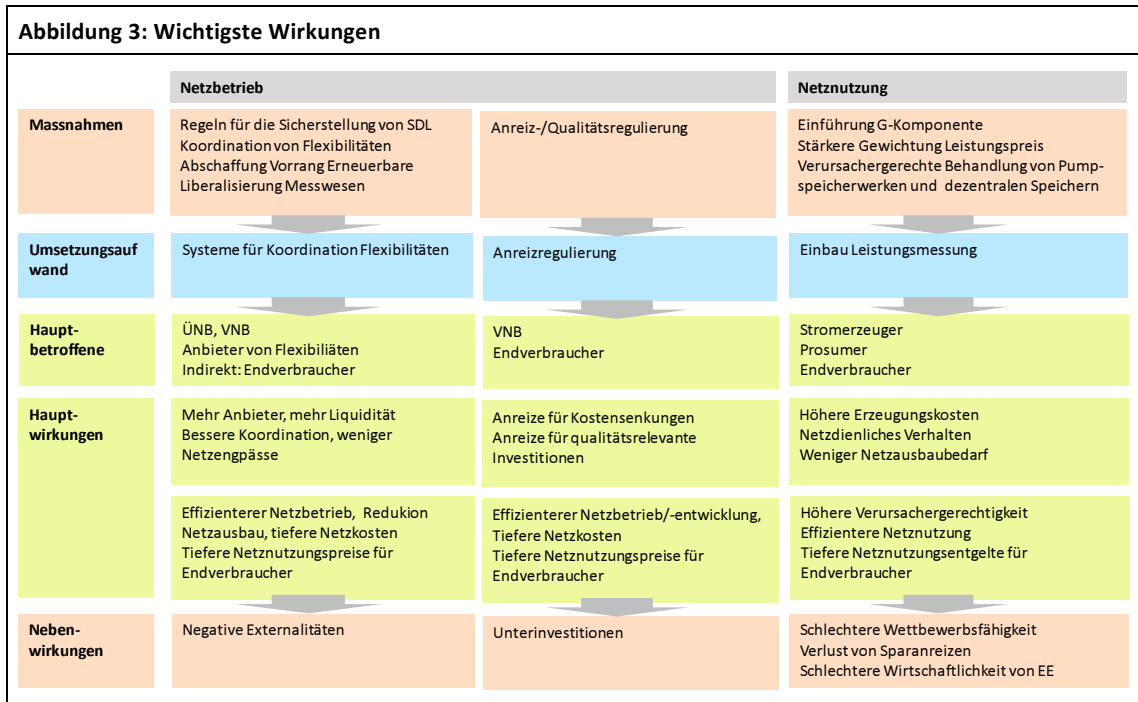 Abbildung 3: Wichtigste Wirkungen
Netzbetrieb
Netznutzung
Massnahmen
Regeln für die Sicherstellung von SDL
Koordination von Flexibilitäten
Abschaffung Vorrang Erneuerbare
Liberalisierung Messwesen
Anreiz-/Qualitätsregulierung
Einführung G-Komponente
Stärkere Gewichtung Leistungspreis
Verursachergerechte Behandlung von Pump-
speicherwerken und dezentralen Speichern
Umsetzungsauf
wand
Systeme für Koordination Flexibilitäten
Anreizregulierung
Einbau Leistungsmessung
Haupt-
betroffene
ÜNB, VNB
Anbieter von Flexibiliäten
Indirekt: Endverbraucher
VNB
Endverbraucher
Stromerzeuger
Prosumer
Endverbraucher
Haupt-
wirkungen
Mehr Anbieter, mehr Liquidität
Bessere Koordination, weniger
Netzengpässe
Anreize für Kostensenkungen
Anreize für qualitätsrelevante
Investitionen
Höhere Erzeugungskosten
Netzdienliches Verhalten
Weniger Netzausbaubedarf
Effizienterer Netzbetrieb, Redukion
Netzausbau, tiefere Netzkosten
Tiefere Netznutzungspreise für
Endverbraucher
Effizienterer Netzbetrieb/-entwicklung,
Tiefere Netzkosten
Tiefere Netznutzungspreise für
Endverbraucher
Höhere Verursachergerechtigkeit
Effizientere Netznutzung
Tiefere Netznutzungsentgelte für
Endverbraucher
Neben-
wirkungen
Negative Externalitäten
Unterinvestitionen
Schlechtere Wettbewerbsfähigkeit
Verlust von Sparanreizen
Schlechtere Wirtschaftlichkeit von EE